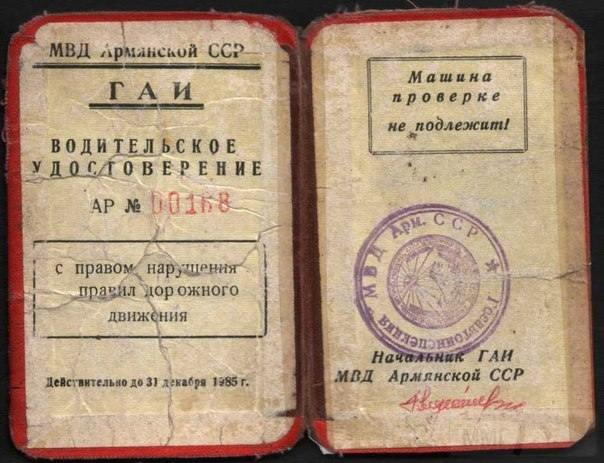 МВД Армянской ССР
ГАИ
ВОДИТЕЛЬСКОЕ
УДОСТОВЕРЕНИЕ
АР № 00168
с правом нарушения
правил дорожного
движения
Действительно до 31 декабря 1985 г.
Машина
проверке
не подлежит!
МВД Арм. ССР * Госавтоинспекция
Начальник ГАИ
МВД Армянской ССР